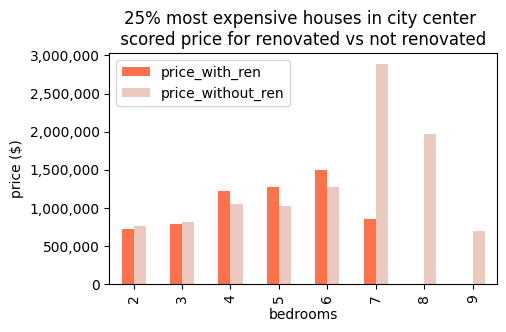 25% most expensive houses in city center
scored price for renovated vs not renovated
price_with_ren
price_without_ren
price ($)
3,000,000
2,500,000
2,000,000
1,500,000
1,000,000
500,000
0
2 3 4 5 6 7 8 9
bedrooms